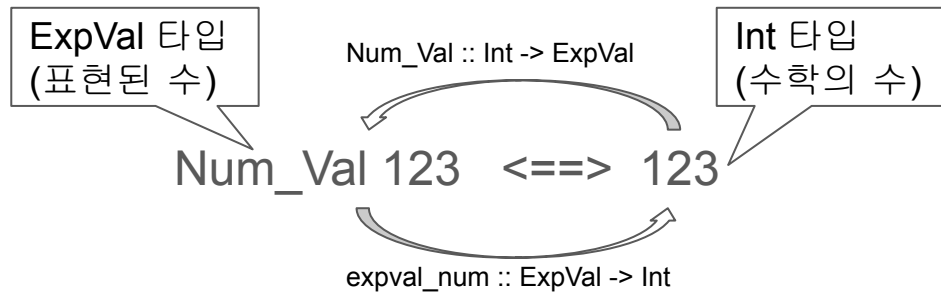 ExpVal 타입
(표현된 수)
Num_Val :: Int -> ExpVal
Int 타입
(수학의 수)
Num_Val 123 <==> 123
expval_num :: ExpVal -> Int